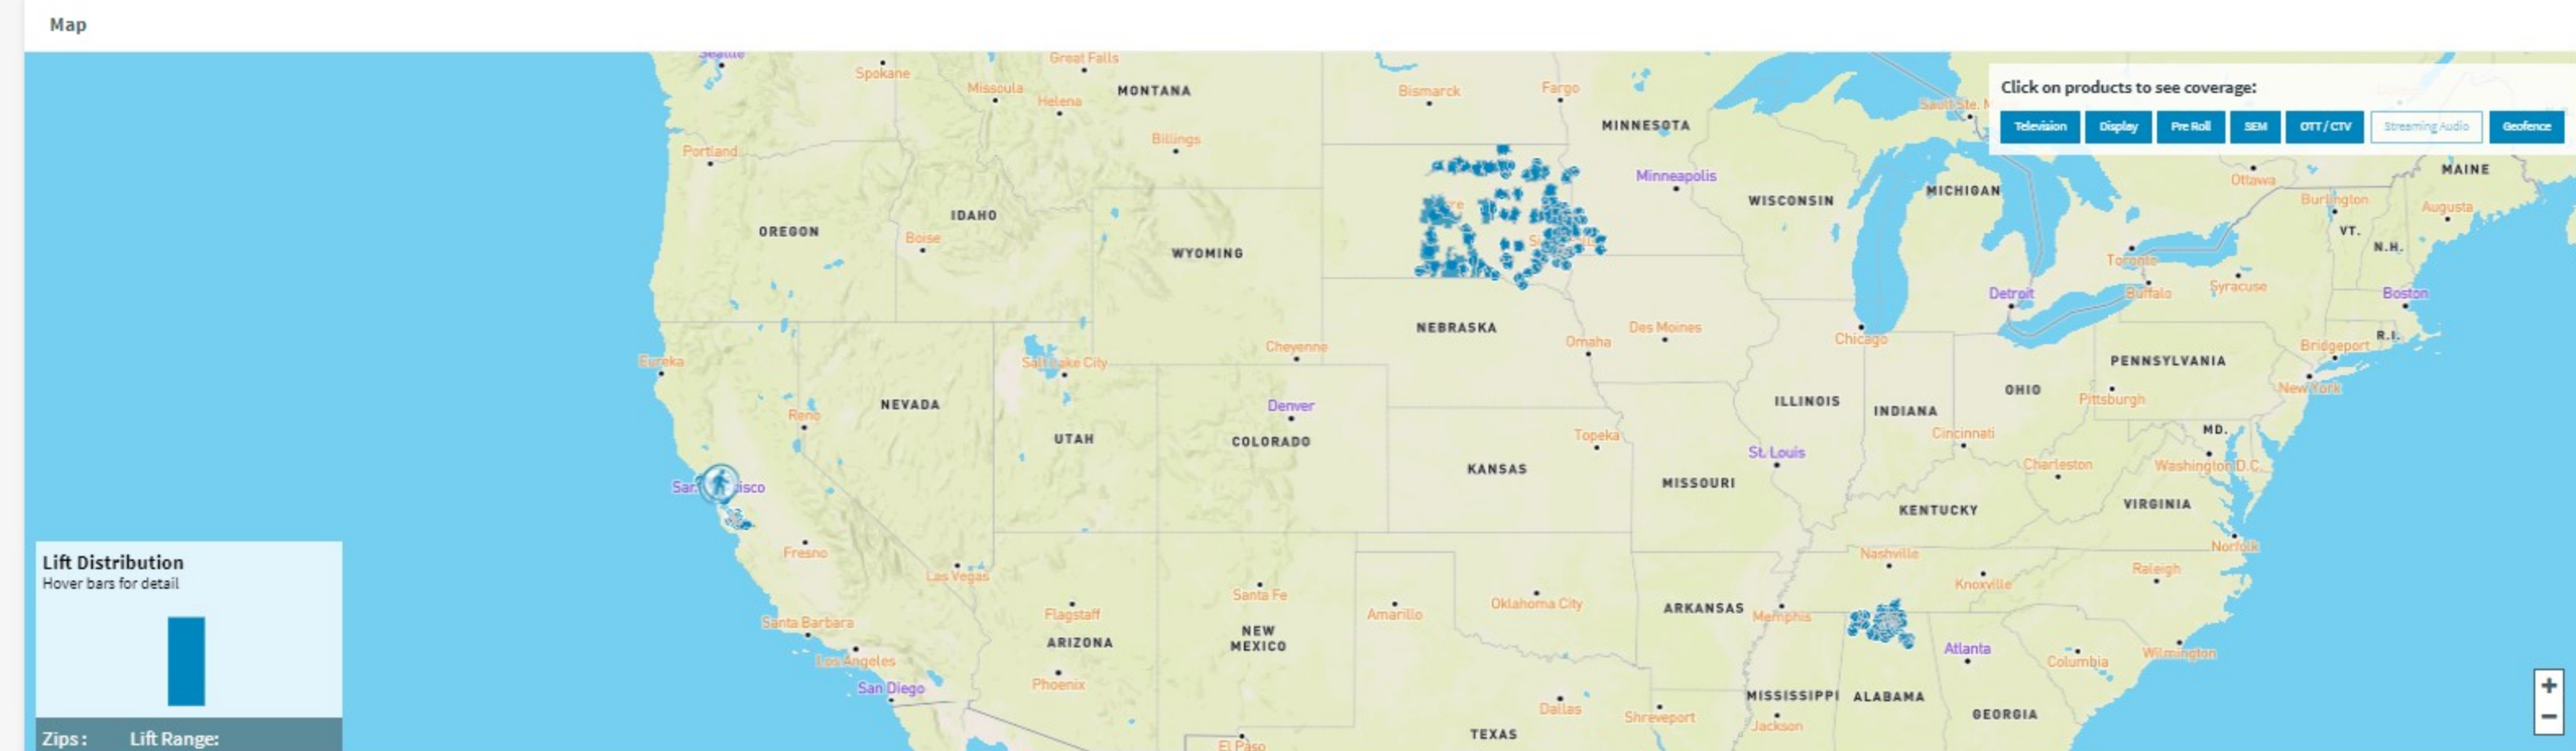 Map
Seattle
Spokane
Great Falls
Missoula
Helena
MONTANA
Bismarck
Fargo
Click on products to see coverage:
Television Display Pre Roll SEM OTT / CTV Streaming Audio Geofence
MINNESOTA
Billings
Portland
Minneapolis
WISCONSIN
MICHIGAN
Ottawa
MAINE
Burlington
Augusta
OREGON
IDAHO
Boise
WYOMING
VT.
N.H.
Toronto
Buffalo
Syracuse
Detroit
Boston
NEBRASKA
Omaha
Des Moines
Chicago
R.I.
Bridgeport
Eureka
Salt Lake City
Cheyenne
PENNSYLVANIA
New York
Pittsburgh
OHIO
Reno
NEVADA
Denver
ILLINOIS
INDIANA
UTAH
COLORADO
Topeka
Cincinnati
MD.
St. Louis
KANSAS
MISSOURI
Charleston
Washington D.C.
San
isco
KENTUCKY
VIRGINIA
Fresno
Las Vegas
Nashville
Knoxville
Norfolk
Raleigh
Lift Distribution
Hover bars for detail
Santa Barbara
Los Angeles
San Diego
Flagstaff
ARIZONA
Phoenix
Santa Fe
NEW
MEXICO
Amarillo
Oklahoma City
ARKANSAS
Memphis
Atlanta
Columbia
Wilmington
MISSISSIPPI
ALABAMA
GEORGIA
Dallas
Shreveport
Jackson
TEXAS
El Paso
+
−
Zips: Lift Range: